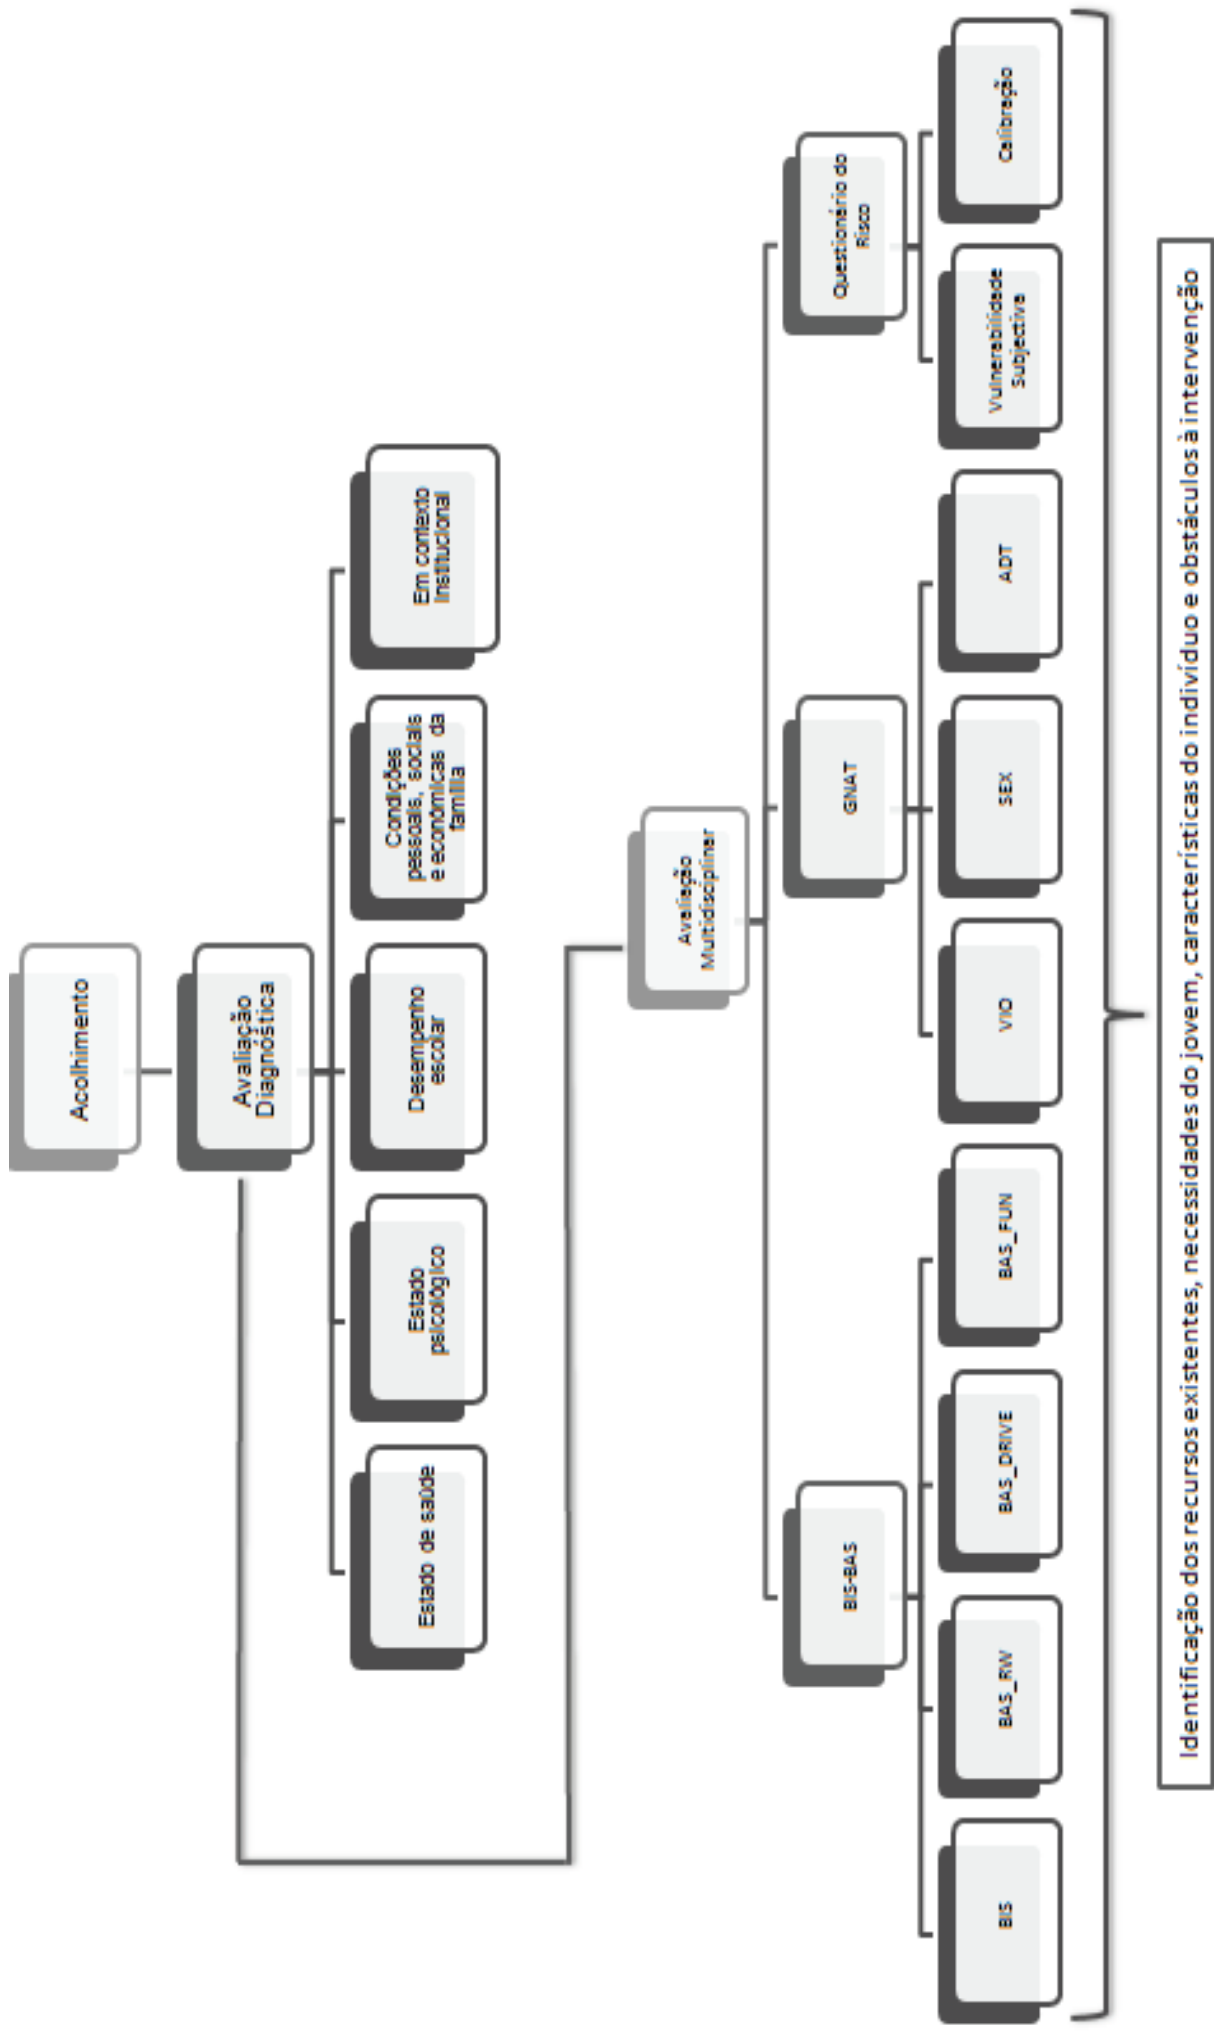 Acolhimento
Avaliação
Diagnóstica
Estado de saúde
Estado
psicológico
Desempenho
escolar
Condições
pessoais, sociais
e económicas da
família
Em contexto
Institucional
Avaliação
Multidisciplinar
BIS-BAS
GNAT
Questionário do
Risco
BIS
BAS_RW
BAS_DRIVE
BAS_FUN
VIO
SEX
ADT
Vulnerabilidade
Subjectiva
Calibração
Identificação dos recursos existentes, necessidades do jovem, características do indivíduo e obstáculos à intervenção